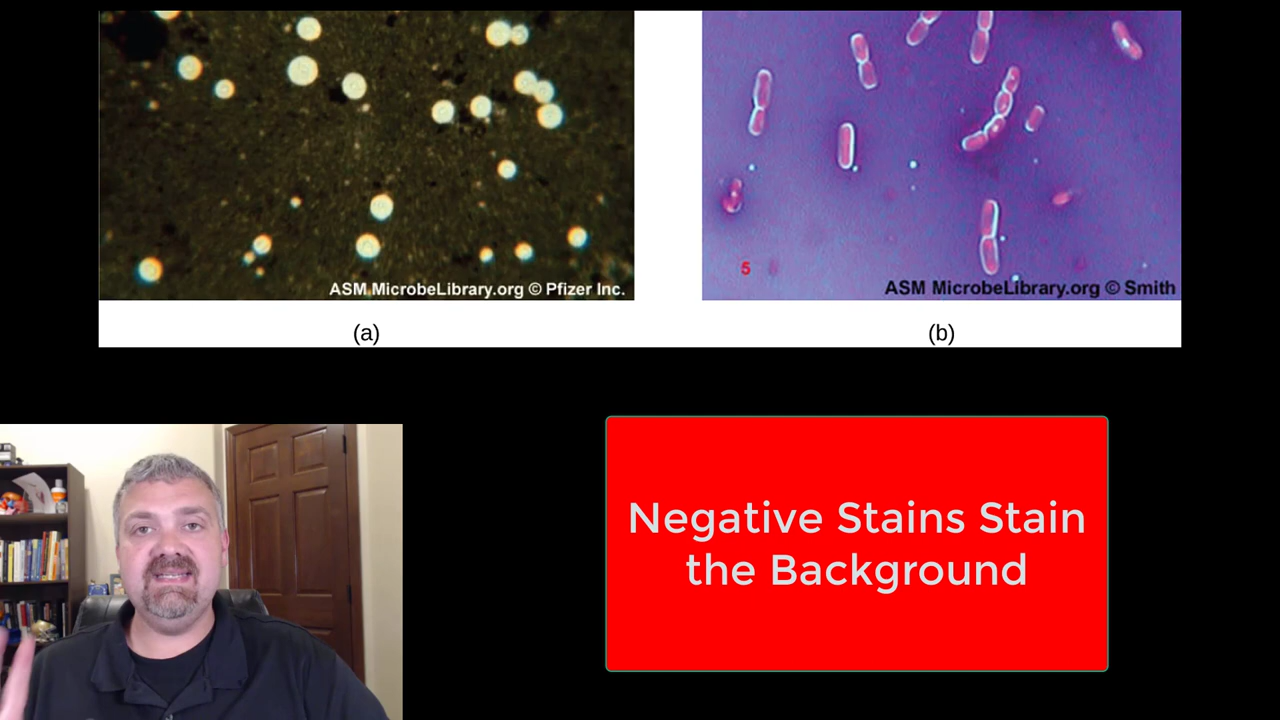 5
ASM MicrobeLibrary.org © Pfizer Inc.
ASM MicrobeLibrary.org © Smith
(a)
(b)
Negative Stains Stain
the Background